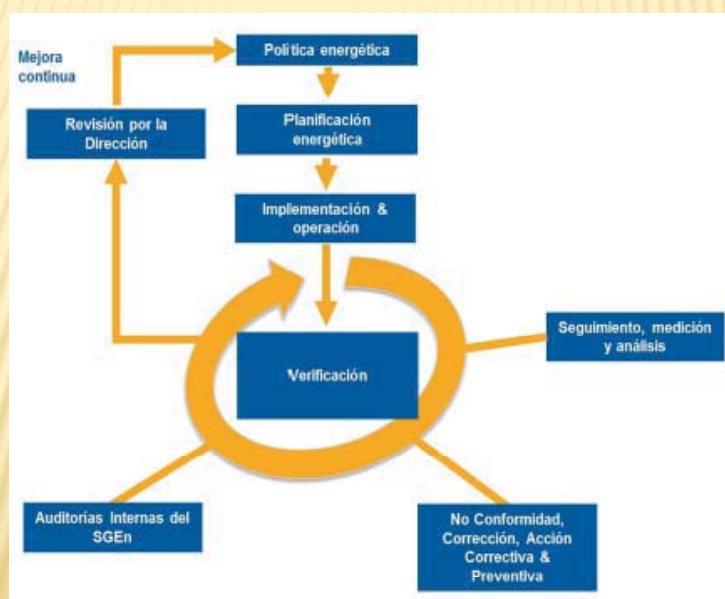 Mejora
continua
Política energética
Revisión por la
Dirección
Planificación
energética
Implementación &
operación
Verificación
Seguimiento, medición
y análisis
Auditorías Internas del
SGEn
No Conformidad,
Corrección, Acción
Correctiva &
Preventiva